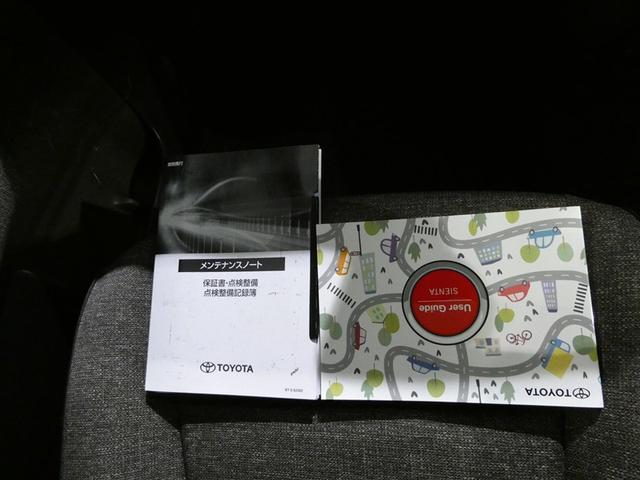 メンテナンスノート
保証書・点検整備
点検整備記録簿
TOYOTA
User Guide
SIENTA
TOYOTA